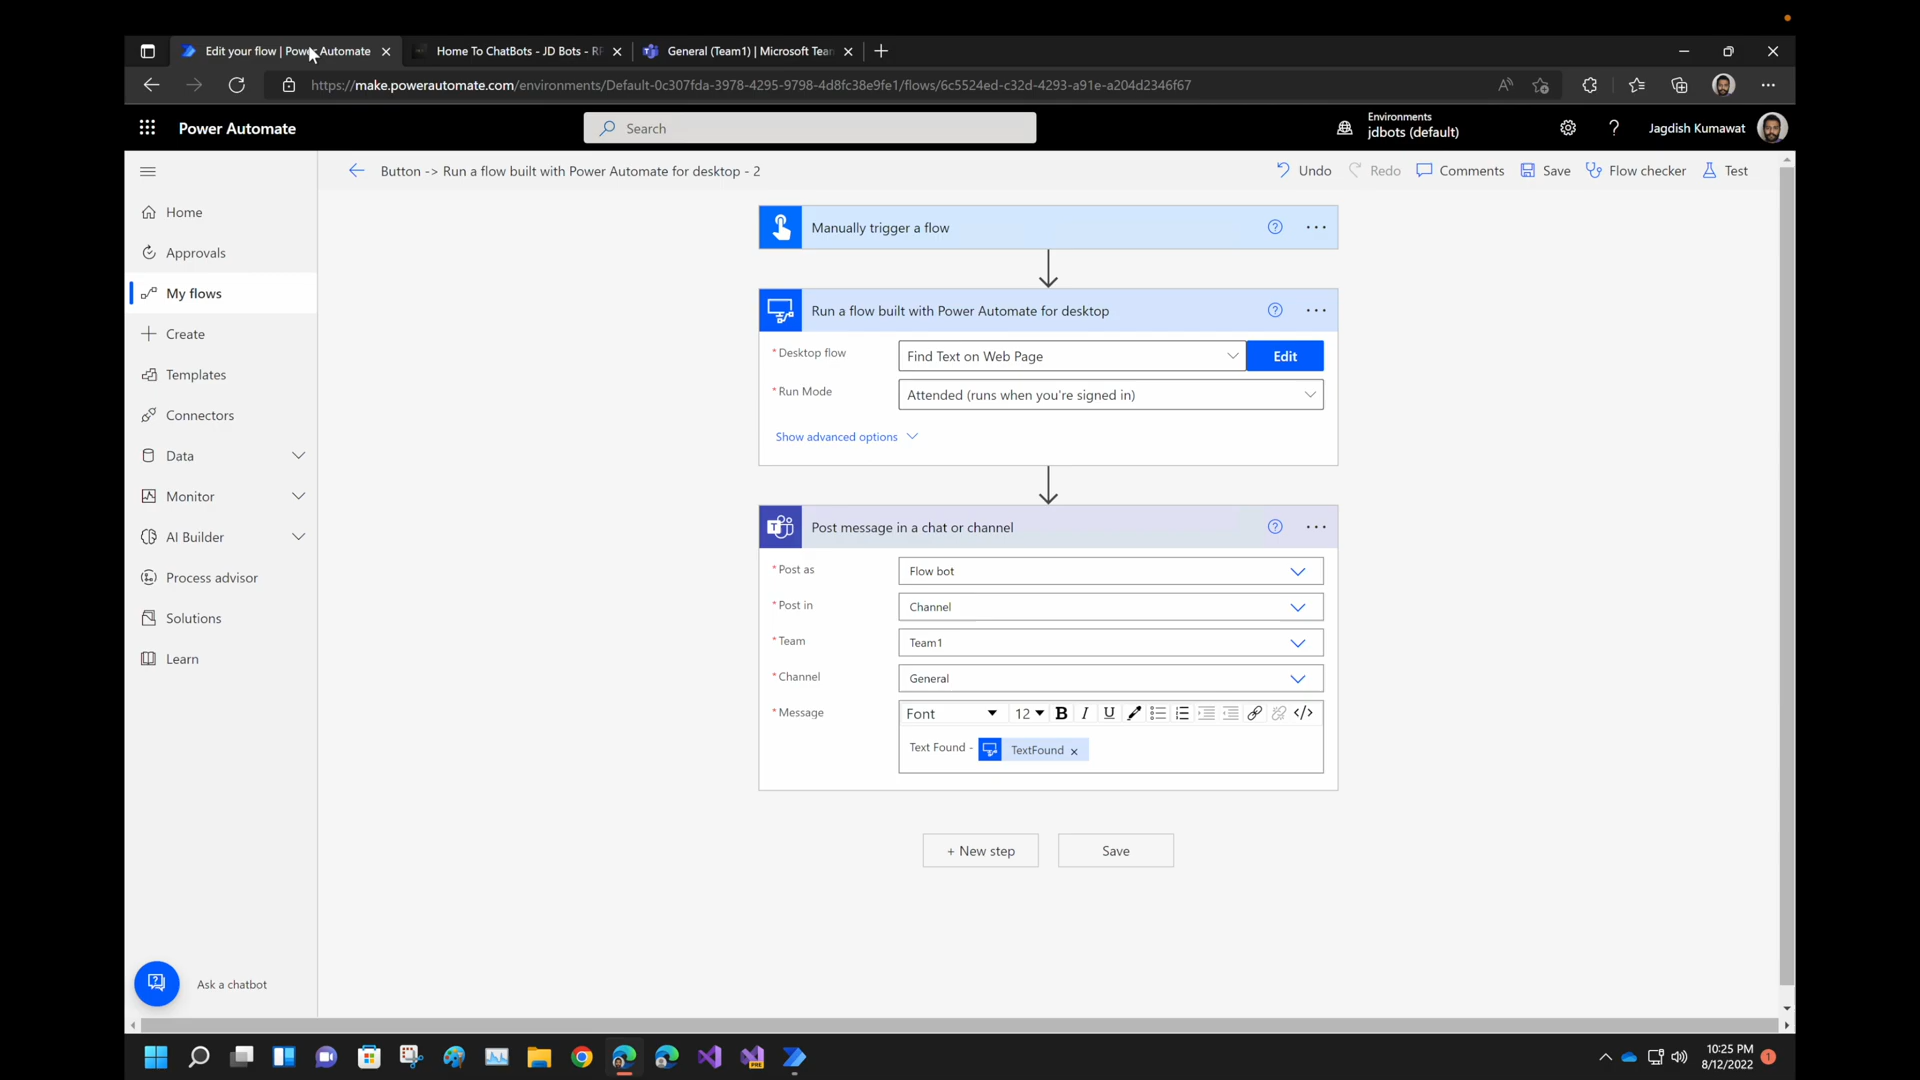 Edit your flow | Power Automate
Home To ChatBots - JD Bots - RP
General (Team1) | Microsoft Tean
https://make.powerautomate.com/environments/Default-0c307fda-3978-4295-9798-4d8fc38e9fe1/flows/6c5524ed-c32d-4293-a91e-a204d2346f67
Power Automate
Search
Environments
jdbots (default)
?
Jagdish Kumawat
Button -> Run a flow built with Power Automate for desktop - 2
Undo
Redo
Comments
Save
Flow checker
Test
Home
Approvals
My flows
Create
Templates
Connectors
Data
Monitor
AI Builder
Process advisor
Solutions
Learn
Ask a chatbot
Manually trigger a flow
Run a flow built with Power Automate for desktop
* Desktop flow
Find Text on Web Page
Edit
* Run Mode
Attended (runs when you're signed in)
Show advanced options
Post message in a chat or channel
* Post as
Flow bot
* Post in
Channel
* Team
Team1
* Channel
General
* Message
Font
12
B I U </>
Text Found - TextFound ×
+ New step
Save
10:25 PM
8/12/2022
1